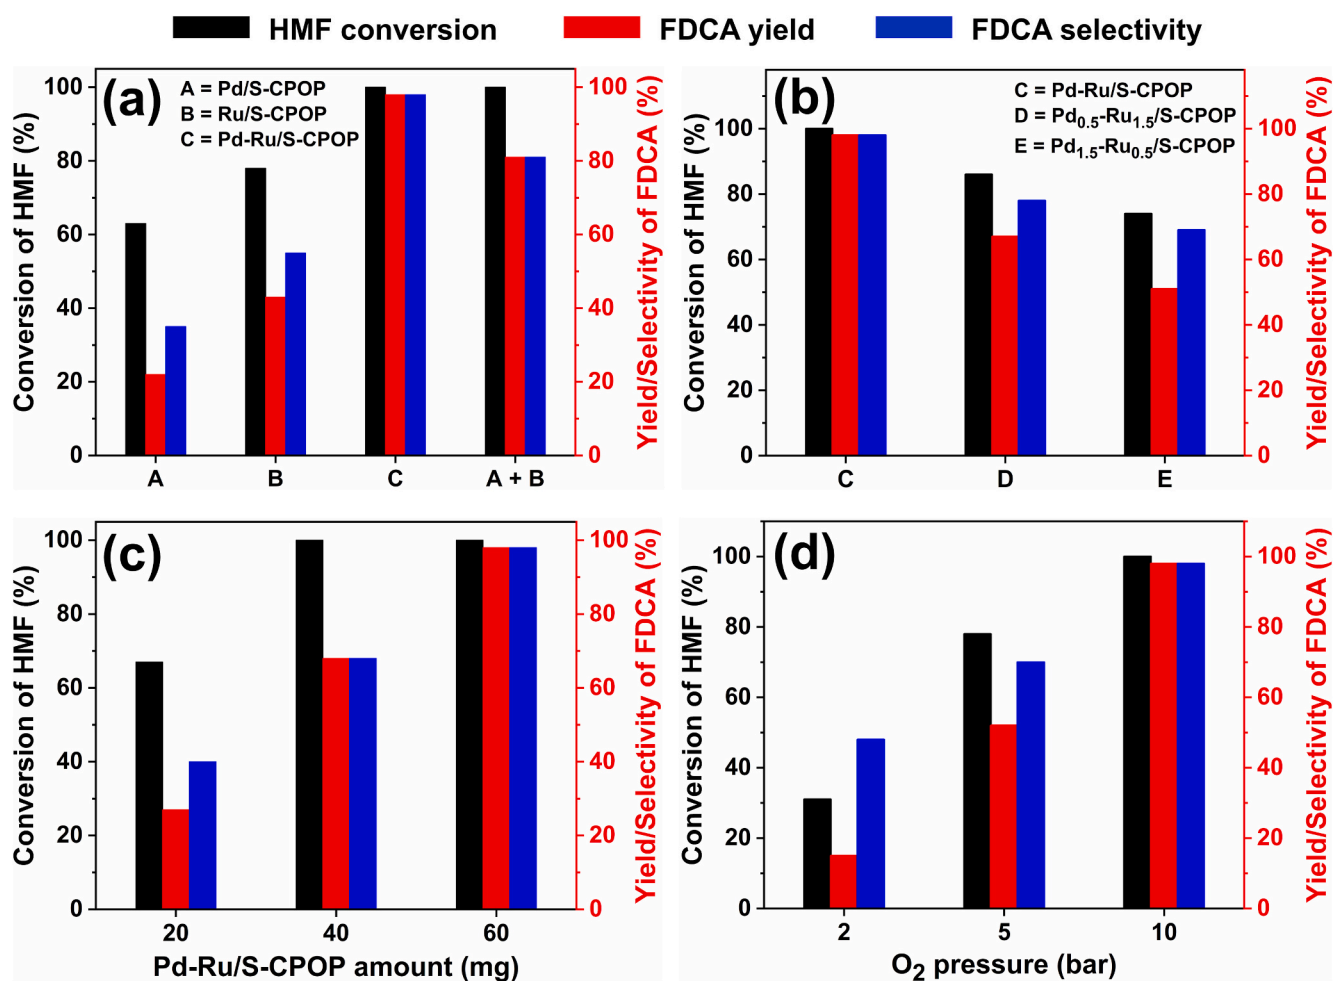 HMF conversion FDCA yield FDCA selectivity
(a)
A = Pd/S-CPOP
B = Ru/S-CPOP
C = Pd-Ru/S-CPOP
Conversion of HMF (%)
100
80
60
40
20
0
A B C A + B
100
80
60
40
20
0
Yield/Selectivity of FDCA (%)
(b)
C = Pd-Ru/S-CPOP
D = Pd0.5-Ru1.5/S-CPOP
E = Pd1.5-Ru0.5/S-CPOP
Conversion of HMF (%)
100
80
60
40
20
0
C D E
100
80
60
40
20
0
Yield/Selectivity of FDCA (%)
(c)
Conversion of HMF (%)
100
80
60
40
20
0
20 40 60
Pd-Ru/S-CPOP amount (mg)
100
80
60
40
20
0
Yield/Selectivity of FDCA (%)
(d)
Conversion of HMF (%)
100
80
60
40
20
0
2 5 10
O2 pressure (bar)
100
80
60
40
20
0
Yield/Selectivity of FDCA (%)